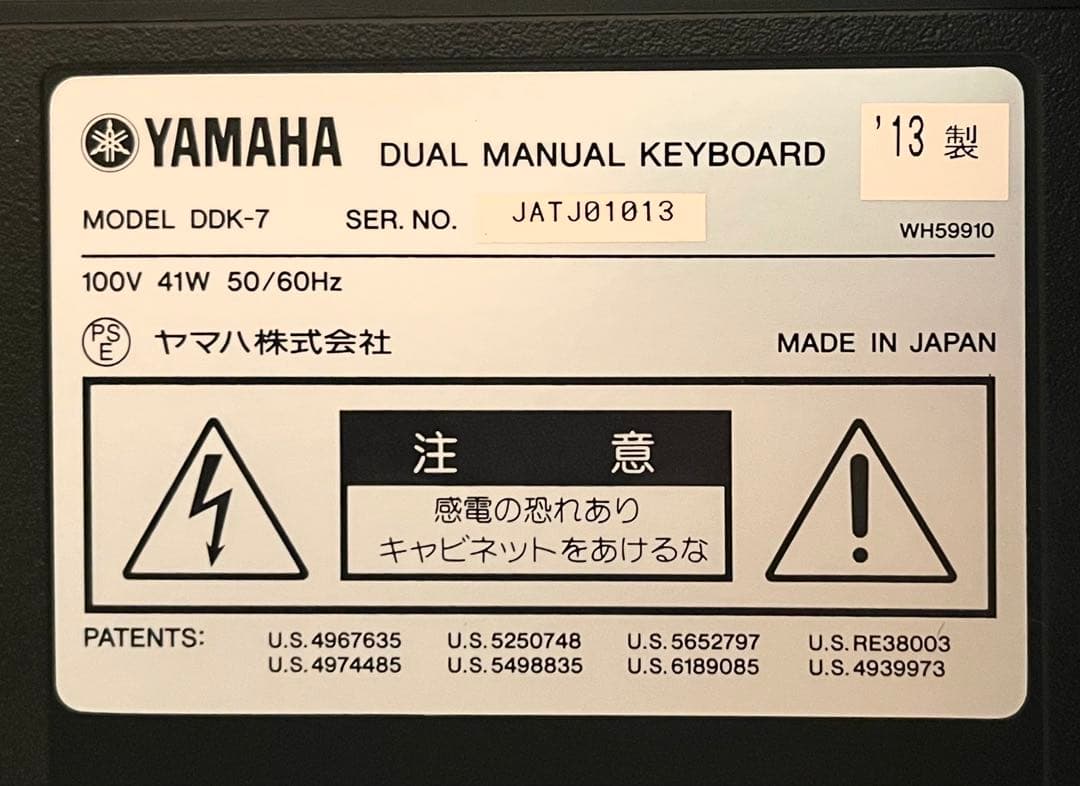 YAMAHA DUAL MANUAL KEYBOARD '13 製
MODEL DDK-7 SER. NO. JATJ01013 WH59910
100V 41W 50/60Hz
PSE ヤマハ株式会社 MADE IN JAPAN
注意
感電の恐れあり
キャビネットをあけるな
PATENTS: U.S.4967635 U.S.5250748 U.S.5652797 U.S.RE38003
U.S.4974485 U.S.5498835 U.S.6189085 U.S.4939973